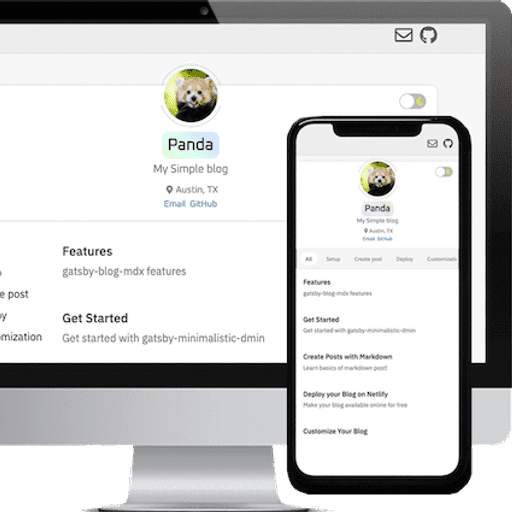 Panda
My Simple blog
Austin, TX
Email GitHub
Features
gatsby-blog-mdx features
e post
Get Started
Get started with gatsby-minimalistic-dmin
omization
Panda
My Simple blog
Austin, TX
Email GitHub
All Setup Create post Deploy Customizati
Features
gatsby-blog-mdx features
Get Started
Get started with gatsby-minimalistic-dmin
Create Posts with Markdown
Learn basics of markdown post!
Deploy your Blog on Netlify
Make your blog available online for free
Customize Your Blog